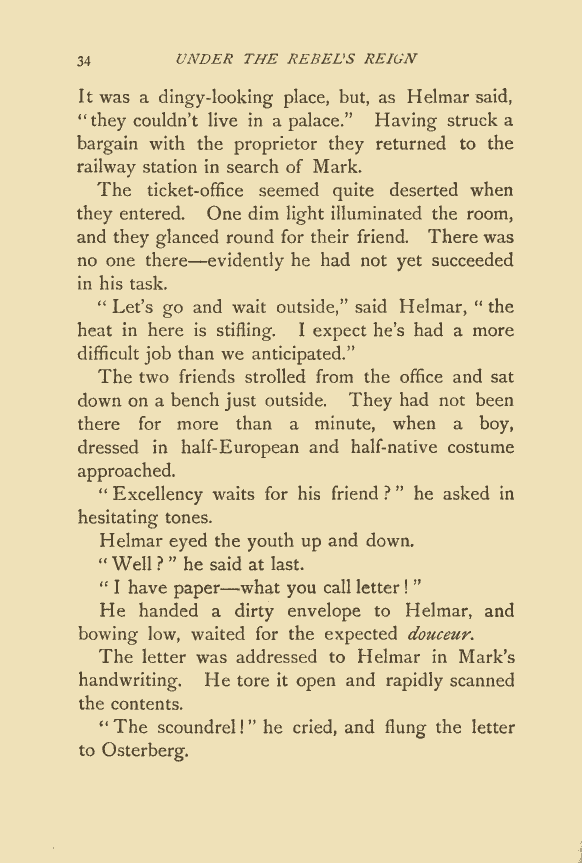 34 UNDER THE REBEL'S REIGN
It was a dingy-looking place, but, as Helmar said,
"they couldn't live in a palace." Having struck a
bargain with the proprietor they returned to the
railway station in search of Mark.
The ticket-office seemed quite deserted when
they entered. One dim light illuminated the room,
and they glanced round for their friend. There was
no one there—evidently he had not yet succeeded
in his task.
" Let's go and wait outside," said Helmar, " the
heat in here is stifling. I expect he's had a more
difficult job than we anticipated."
The two friends strolled from the office and sat
down on a bench just outside. They had not been
there for more than a minute, when a boy,
dressed in half-European and half-native costume
approached.
" Excellency waits for his friend ? " he asked in
hesitating tones.
Helmar eyed the youth up and down.
" Well ? " he said at last.
" I have paper—what you call letter ! "
He handed a dirty envelope to Helmar, and
bowing low, waited for the expected douceur.
The letter was addressed to Helmar in Mark's
handwriting. He tore it open and rapidly scanned
the contents.
" The scoundrel ! " he cried, and flung the letter
to Osterberg.